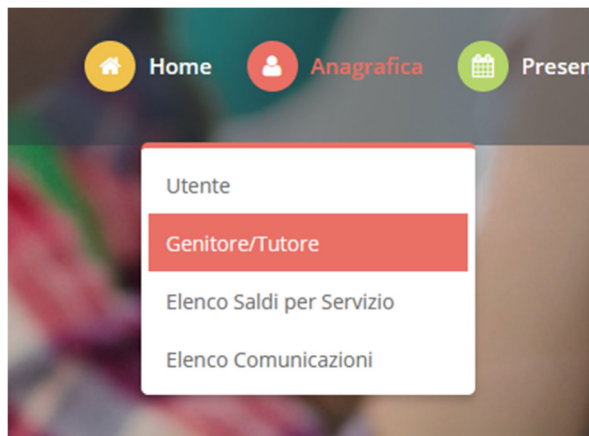 Home Anagrafica
Utente
Genitore/Tutore
Elenco Saldi per Servizio
Elenco Comunicazioni